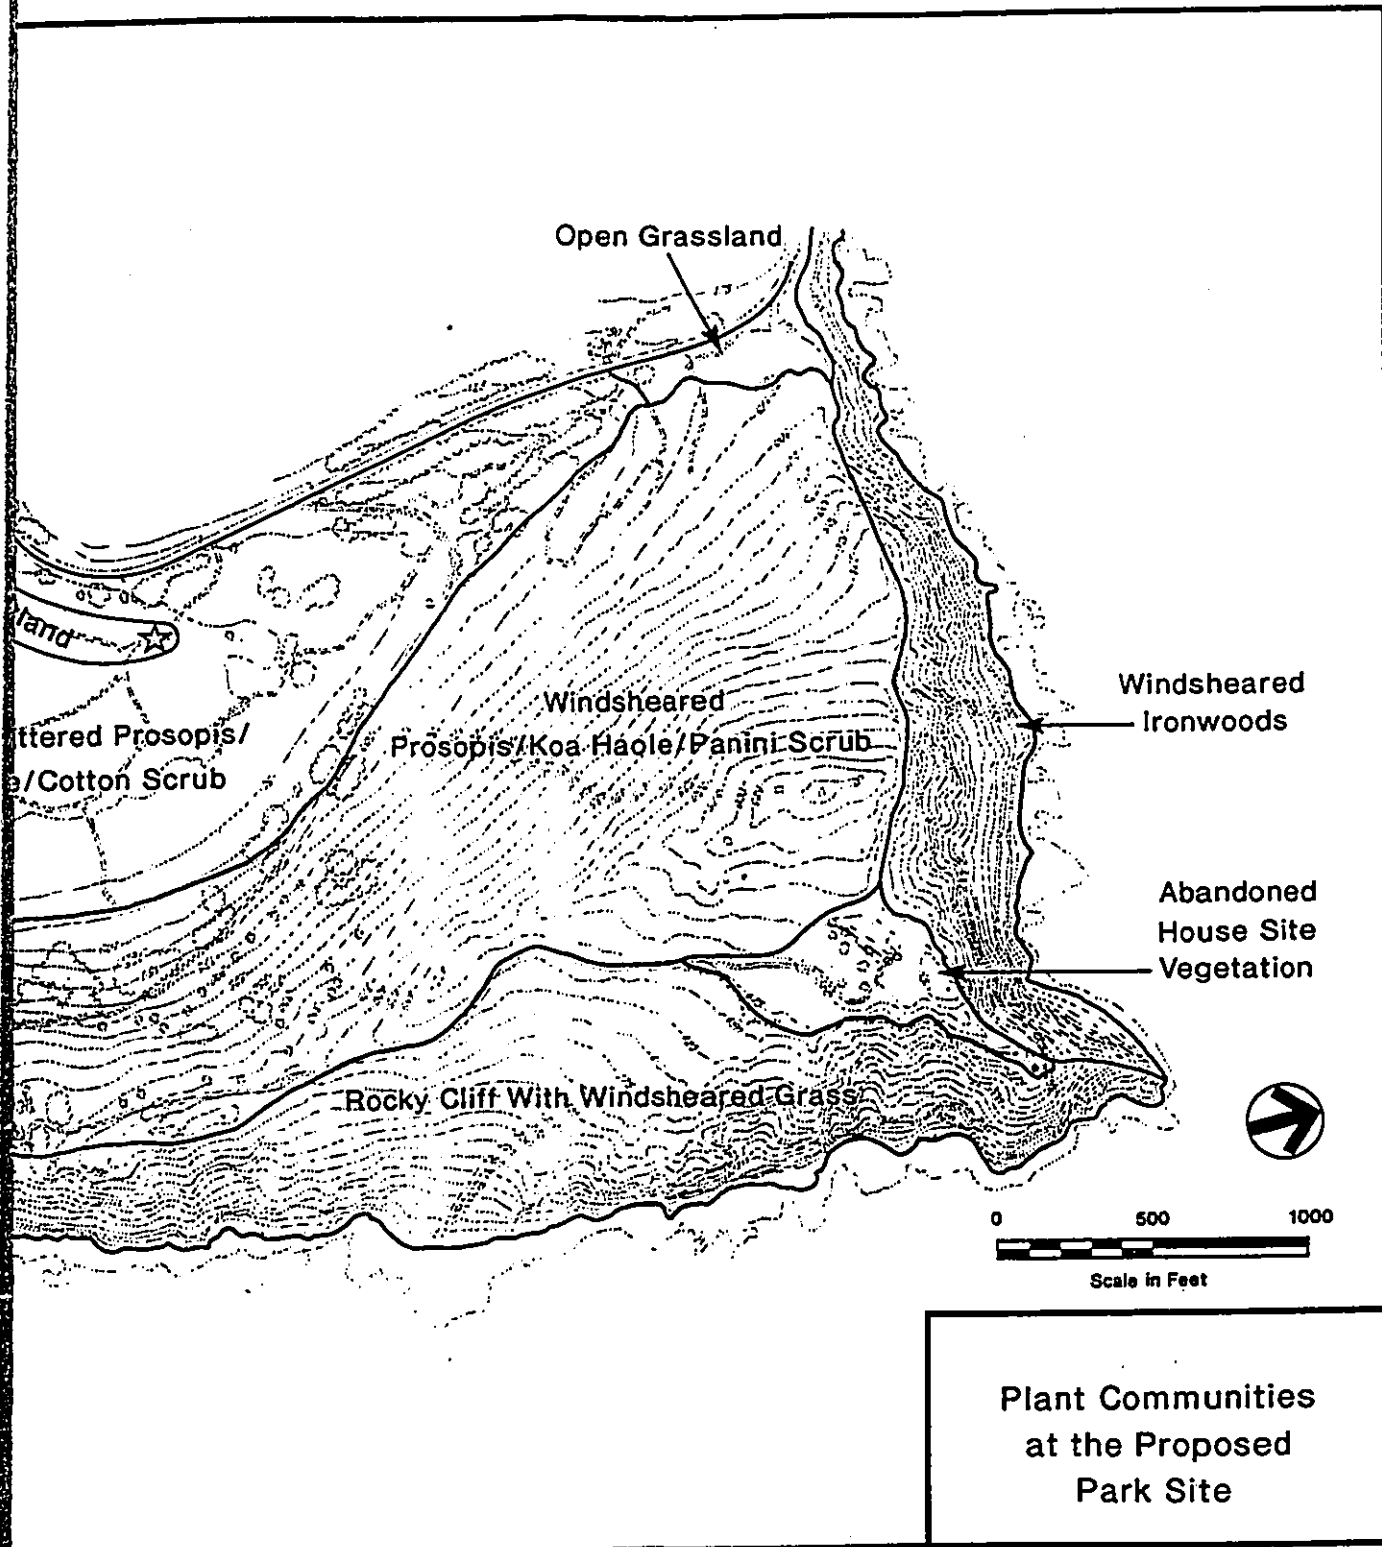 Open Grassland
land
ttered Prosopis/
e/Cotton Scrub
Windsheared
Prosopis/Koa Haole/Panini Scrub
Windsheared
Ironwoods
Abandoned
House Site
Vegetation
Rocky Cliff With Windsheared Grass
0 500 1000
Scale in Feet
Plant Communities
at the Proposed
Park Site